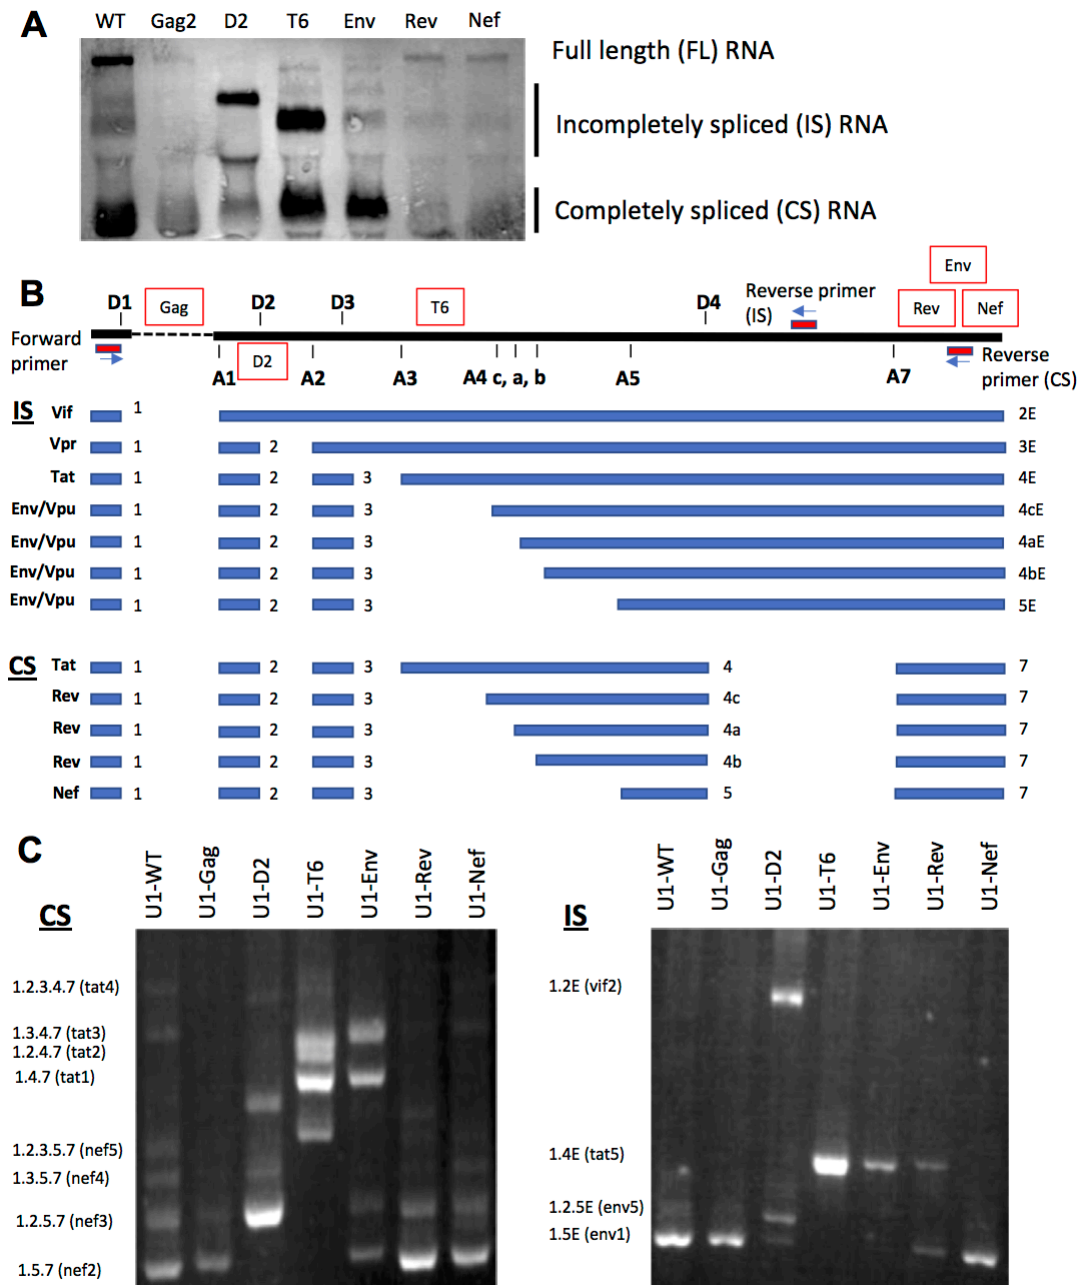 A
WT Gag2 D2 T6 Env Rev Nef
Full length (FL) RNA
Incompletely spliced (IS) RNA
Completely spliced (CS) RNA
B
D1 Gag D2 D3 T6 D4 Reverse primer (IS) Env Rev Nef
Forward primer
D2
Reverse primer (CS)
A1 A2 A3 A4 c, a, b A5 A7
IS
Vif 1 2E
Vpr 1 2 3E
Tat 1 2 3 4E
Env/Vpu 1 2 3 4cE
Env/Vpu 1 2 3 4aE
Env/Vpu 1 2 3 4bE
Env/Vpu 1 2 3 5E
CS
Tat 1 2 3 4 7
Rev 1 2 3 4c 7
Rev 1 2 3 4a 7
Rev 1 2 3 4b 7
Nef 1 2 3 5 7
C
CS
U1-WT U1-Gag U1-D2 U1-T6 U1-Env U1-Rev U1-Nef
1.2.3.4.7 (tat4)
1.3.4.7 (tat3)
1.2.4.7 (tat2)
1.4.7 (tat1)
1.2.3.5.7 (nef5)
1.3.5.7 (nef4)
1.2.5.7 (nef3)
1.5.7 (nef2)
IS
U1-WT U1-Gag U1-D2 U1-T6 U1-Env U1-Rev U1-Nef
1.2E (vif2)
1.4E (tat5)
1.2.5E (env5)
1.5E (env1)